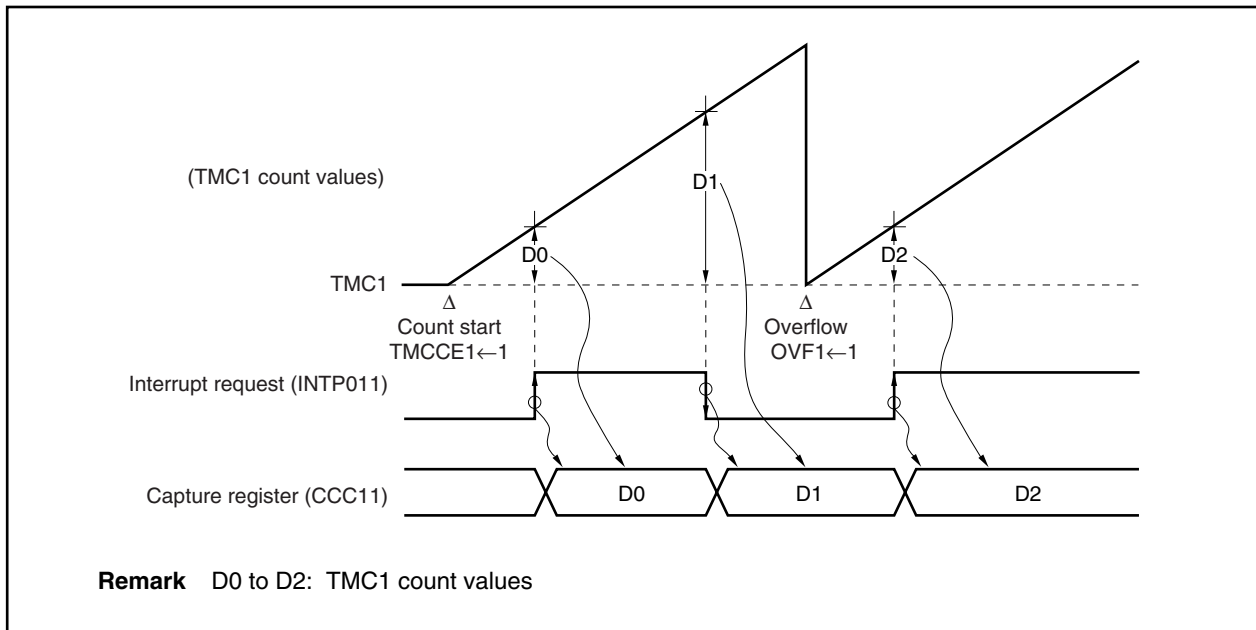 (TMC1 count values)
D1
D0
D2
TMC1
Δ
Δ
Count start
Overflow
TMCCE1←1
OVF1←1
Interrupt request (INTP011)
Capture register (CCC11)
D0
D1
D2
Remark D0 to D2: TMC1 count values